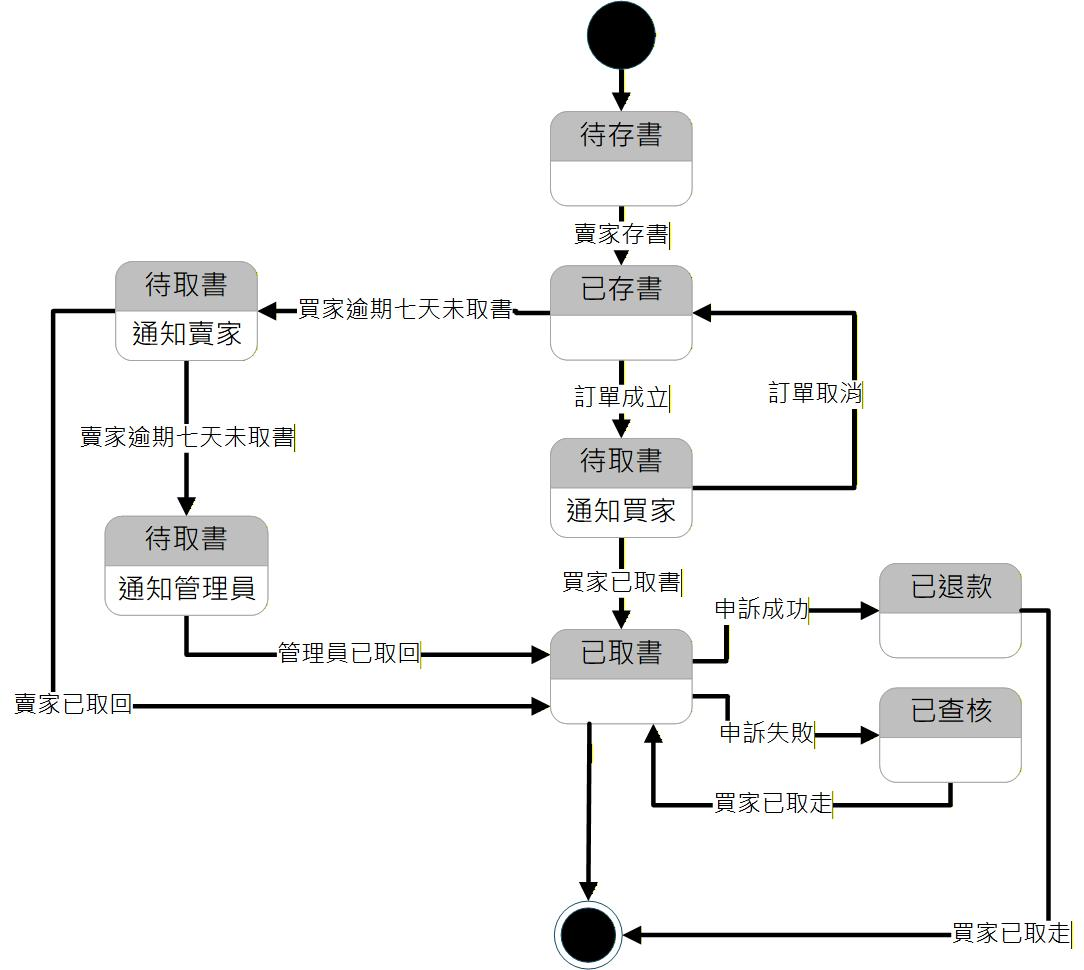 待存書
賣家存書
已存書
待取書
通知賣家
買家逾期七天未取書
訂單成立
訂單取消
賣家逾期七天未取書
待取書
通知買家
待取書
通知管理員
買家已取書
已退款
申訴成功
管理員已取回
已取書
賣家已取回
已查核
申訴失敗
買家已取走
買家已取走